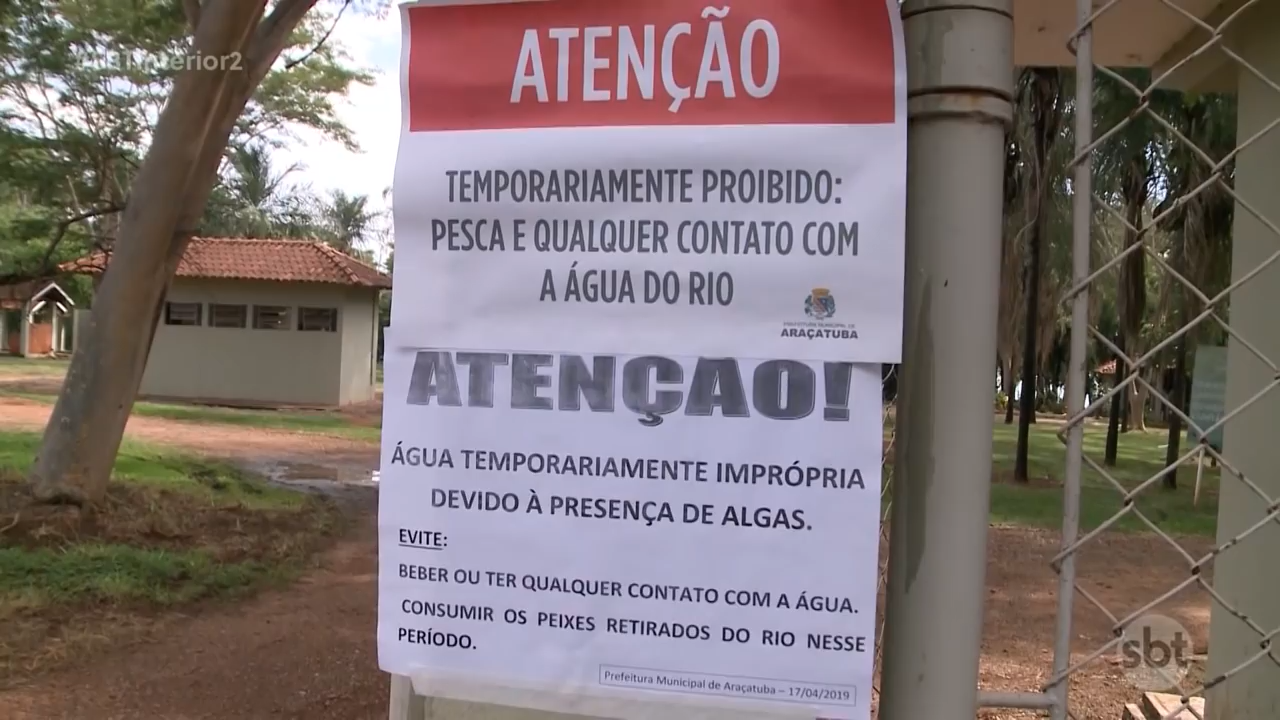 #SBTInterior2
ATENÇÃO
TEMPORARIAMENTE PROIBIDO:
PESCA E QUALQUER CONTATO COM
A ÁGUA DO RIO
PREFEITURA MUNICIPAL DE
ARAÇATUBA
ATENÇAO!
ÁGUA TEMPORARIAMENTE IMPRÓPRIA
DEVIDO À PRESENÇA DE ALGAS.
EVITE:
BEBER OU TER QUALQUER CONTATO COM A ÁGUA.
CONSUMIR OS PEIXES RETIRADOS DO RIO NESSE
PERÍODO.
Prefeitura Municipal de Araçatuba – 17/04/2019
sbt